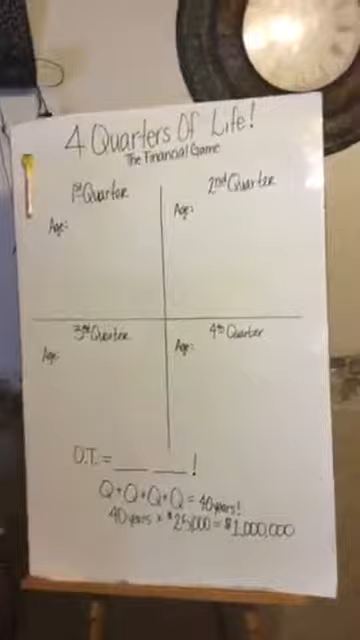 4 Quarters Of Life!
The Financial Game
1st Quarter
Age:
2nd Quarter
Age:
3rd Quarter
Age:
4th Quarter
Age:
O.T. = ___ ___ !
Q+Q+Q+Q = 40 years!
40 years × $25,000 = $1,000,000